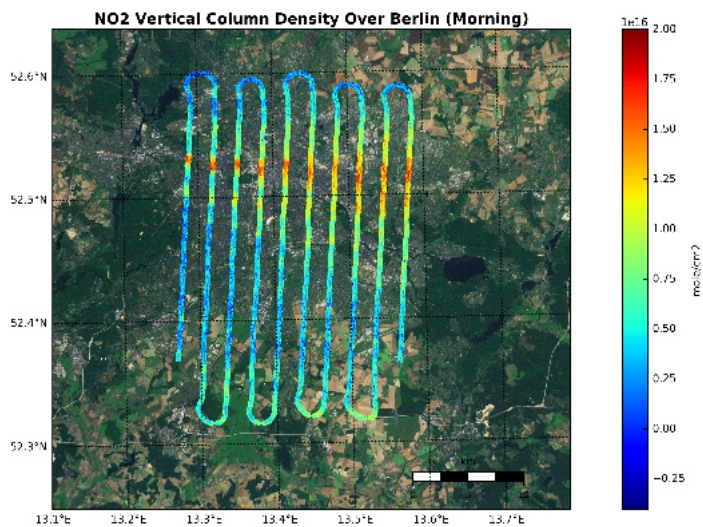 NO2 Vertical Column Density Over Berlin (Morning)
1e16
52.6°N
52.5°N
52.4°N
52.3°N
13.1°E 13.2°E 13.3°E 13.4°E 13.5°E 13.6°E 13.7°E
km
2.00
1.75
1.50
1.25
1.00
0.75
0.50
0.25
0.00
−0.25
mole/cm2